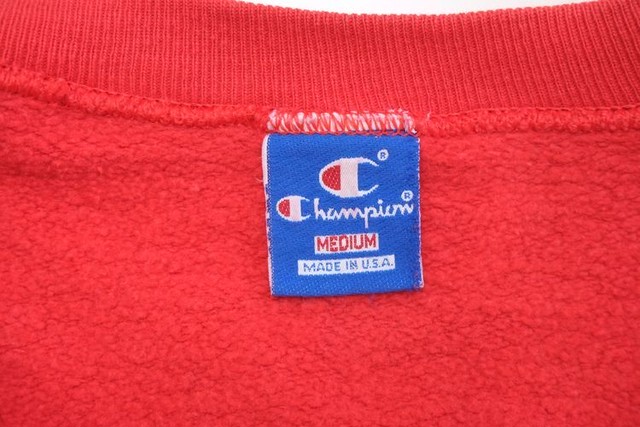 C ®
Champion ®
MEDIUM
MADE IN U.S.A.